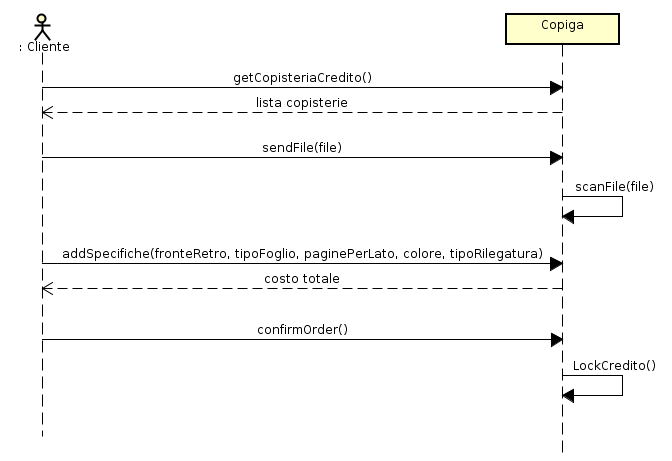 Copiga
: Cliente
getCopisteriaCredito()
lista copisterie
sendFile(file)
scanFile(file)
addSpecifiche(fronteRetro, tipoFoglio, paginePerLato, colore, tipoRilegatura)
costo totale
confirmOrder()
LockCredito()